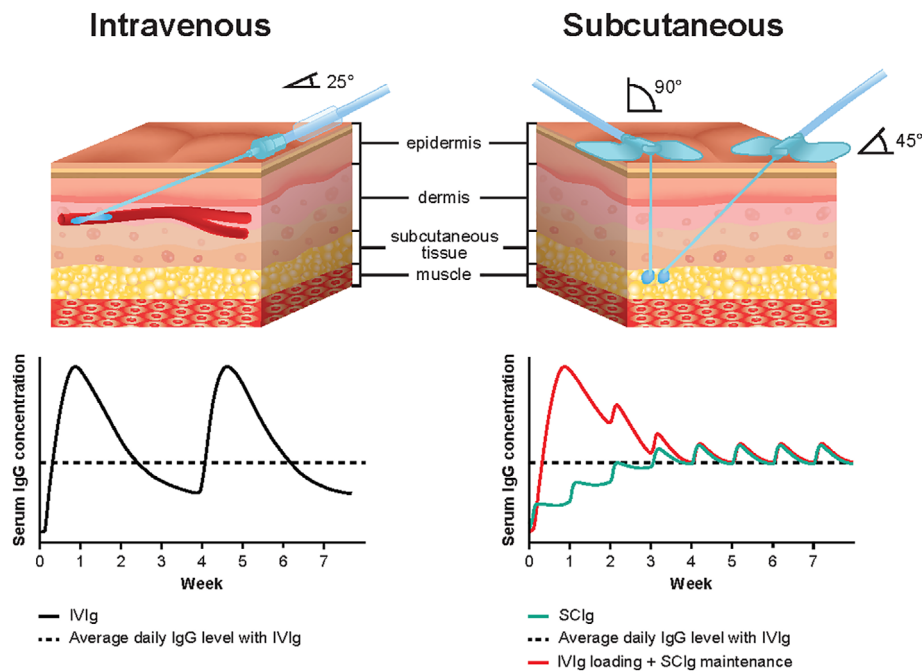 Intravenous
Subcutaneous
25°
90°
45°
epidermis
dermis
subcutaneous
tissue
muscle
Serum IgG concentration
0 1 2 3 4 5 6 7
Week
IVIg
Average daily IgG level with IVIg
Serum IgG concentration
0 1 2 3 4 5 6 7
Week
SCIg
Average daily IgG level with IVIg
IVIg loading + SCIg maintenance